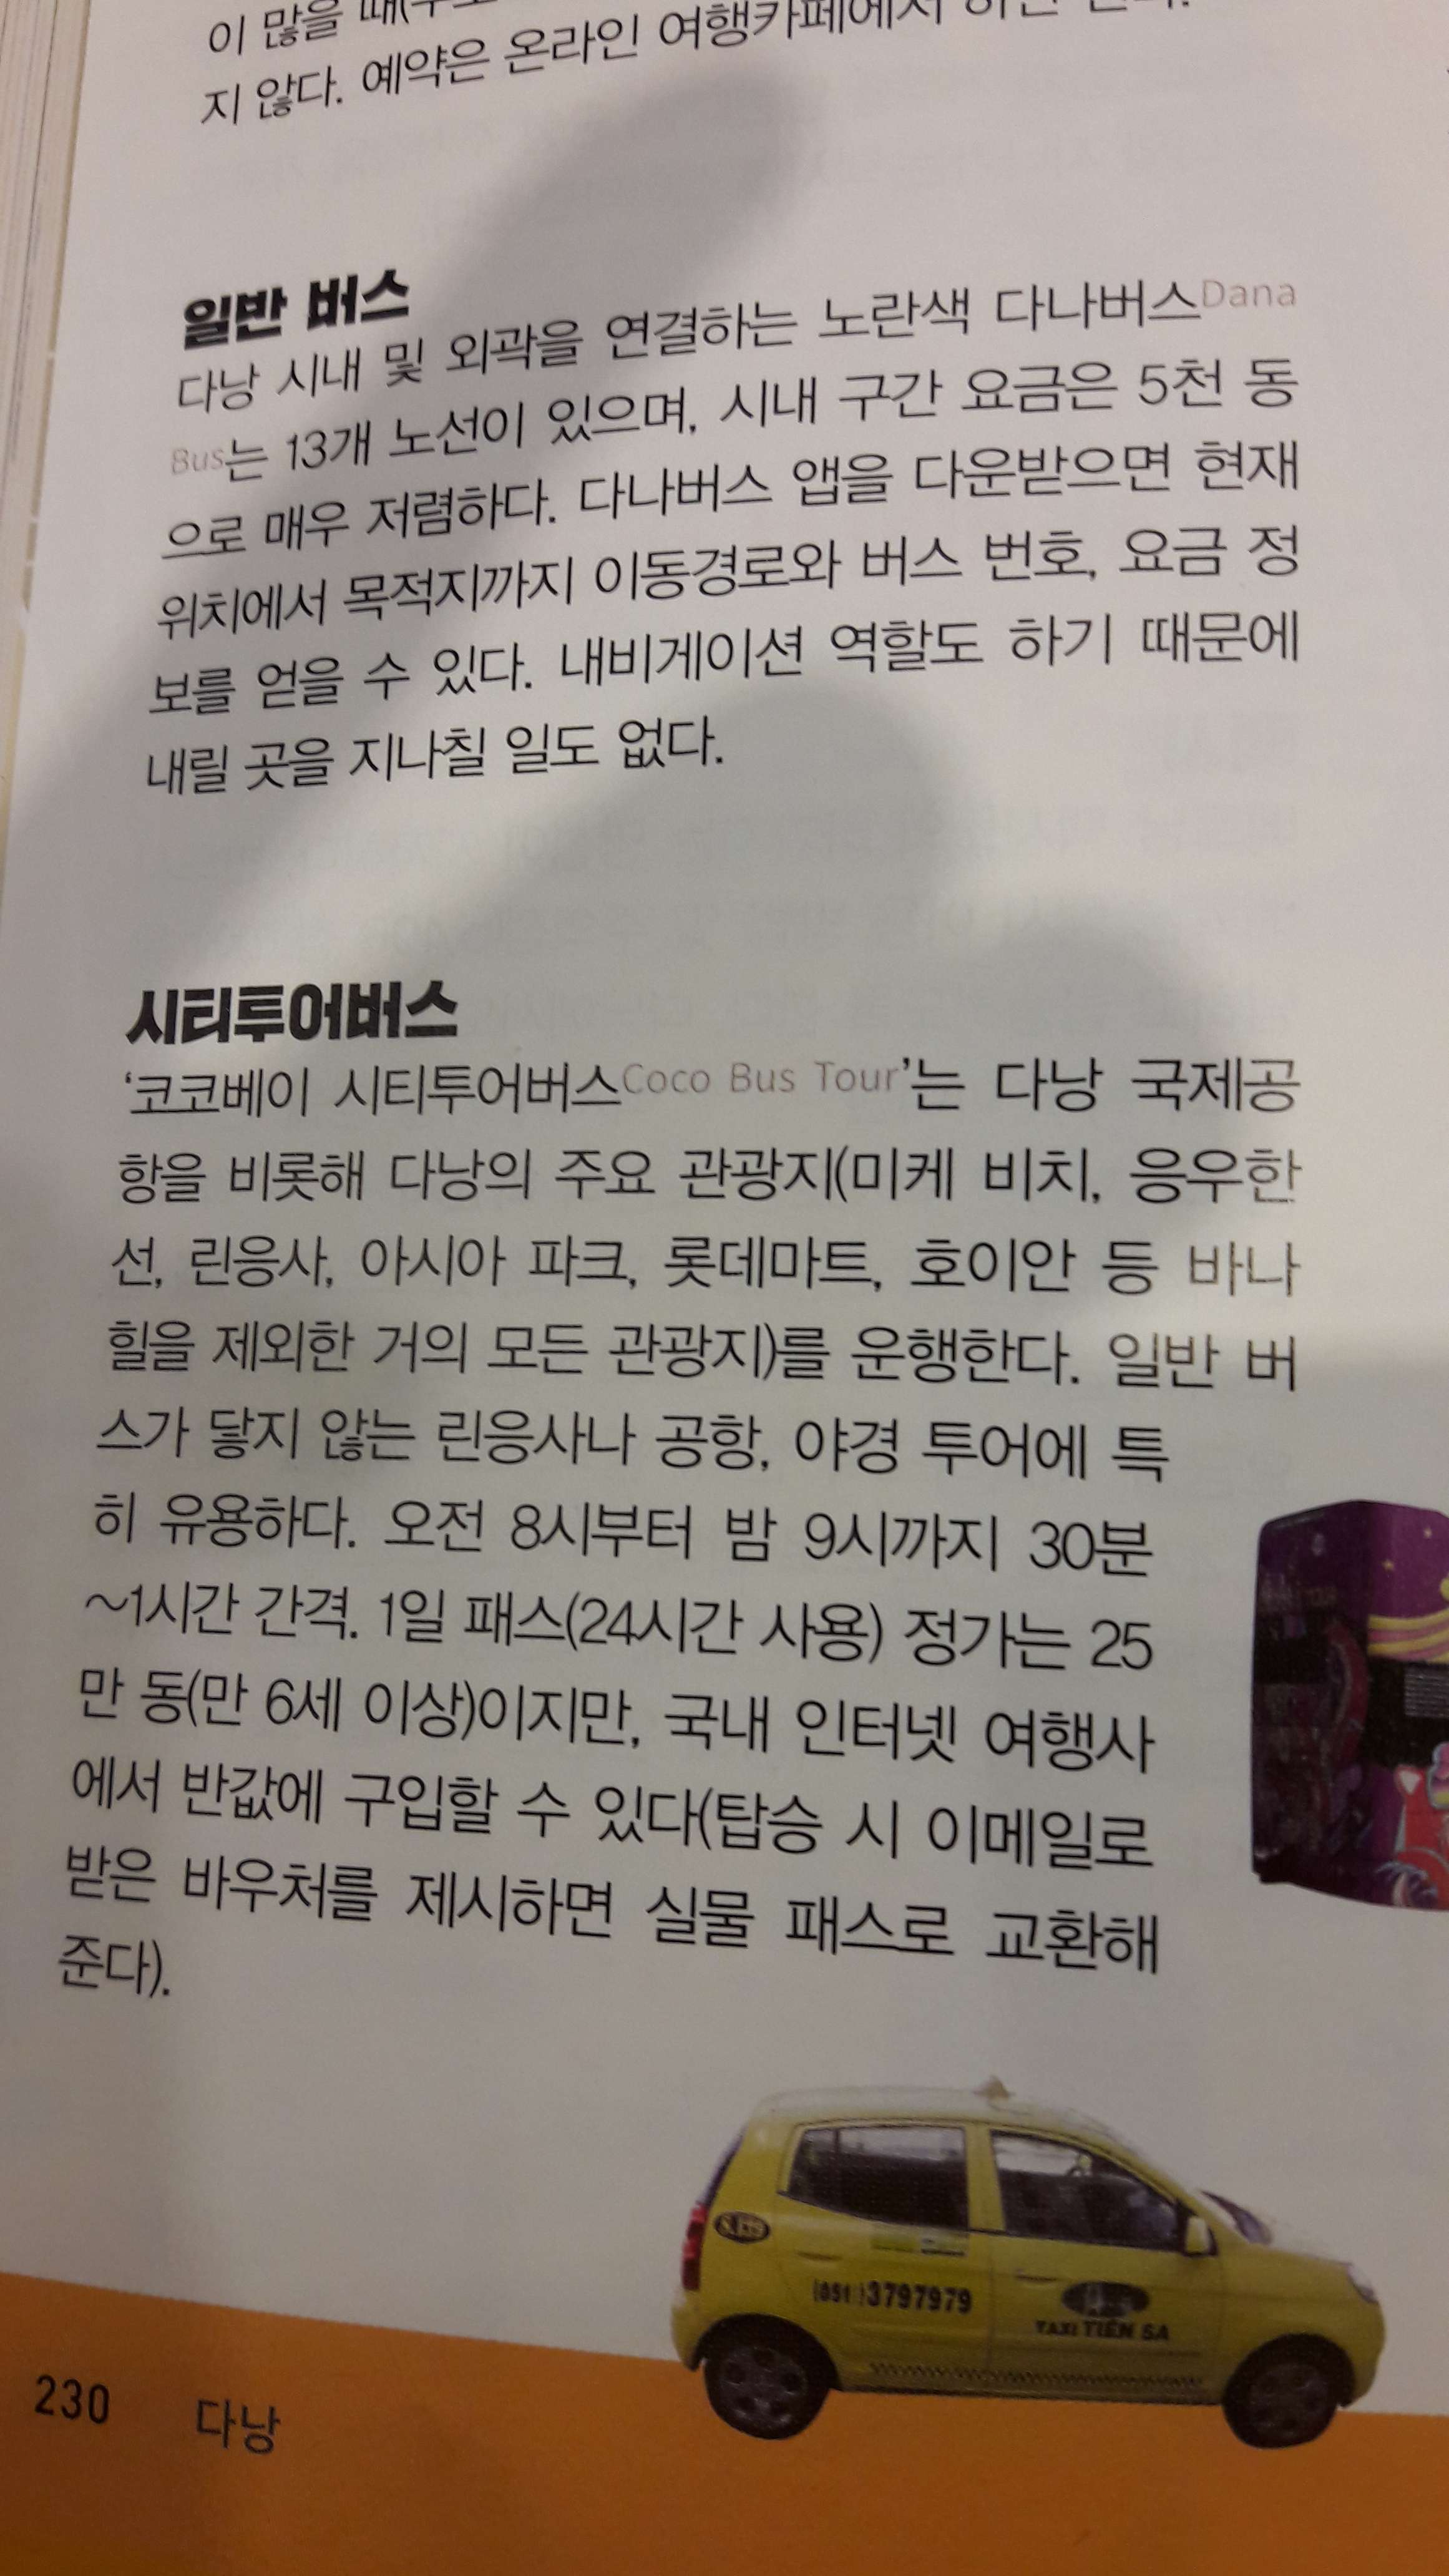 이 많을 때
지 않다. 예약은 온라인 여행카페에서
일반 버스
다낭 시내 및 외곽을 연결하는 노란색 다나버스Dana
Bus는 13개 노선이 있으며, 시내 구간 요금은 5천 동
으로 매우 저렴하다. 다나버스 앱을 다운받으면 현재
위치에서 목적지까지 이동경로와 버스 번호, 요금 정
보를 얻을 수 있다. 내비게이션 역할도 하기 때문에
내릴 곳을 지나칠 일도 없다.
시티투어버스
‘코코베이 시티투어버스Coco Bus Tour’는 다낭 국제공
항을 비롯해 다낭의 주요 관광지(미케 비치, 응우한
선, 린응사, 아시아 파크, 롯데마트, 호이안 등 바나
힐을 제외한 거의 모든 관광지)를 운행한다. 일반 버
스가 닿지 않는 린응사나 공항, 야경 투어에 특
히 유용하다. 오전 8시부터 밤 9시까지 30분
~1시간 간격. 1일 패스(24시간 사용) 정가는 25
만 동(만 6세 이상)이지만, 국내 인터넷 여행사
에서 반값에 구입할 수 있다(탑승 시 이메일로
받은 바우처를 제시하면 실물 패스로 교환해
준다).
(0511)3797979
TAXI TIEN SA
230 다낭